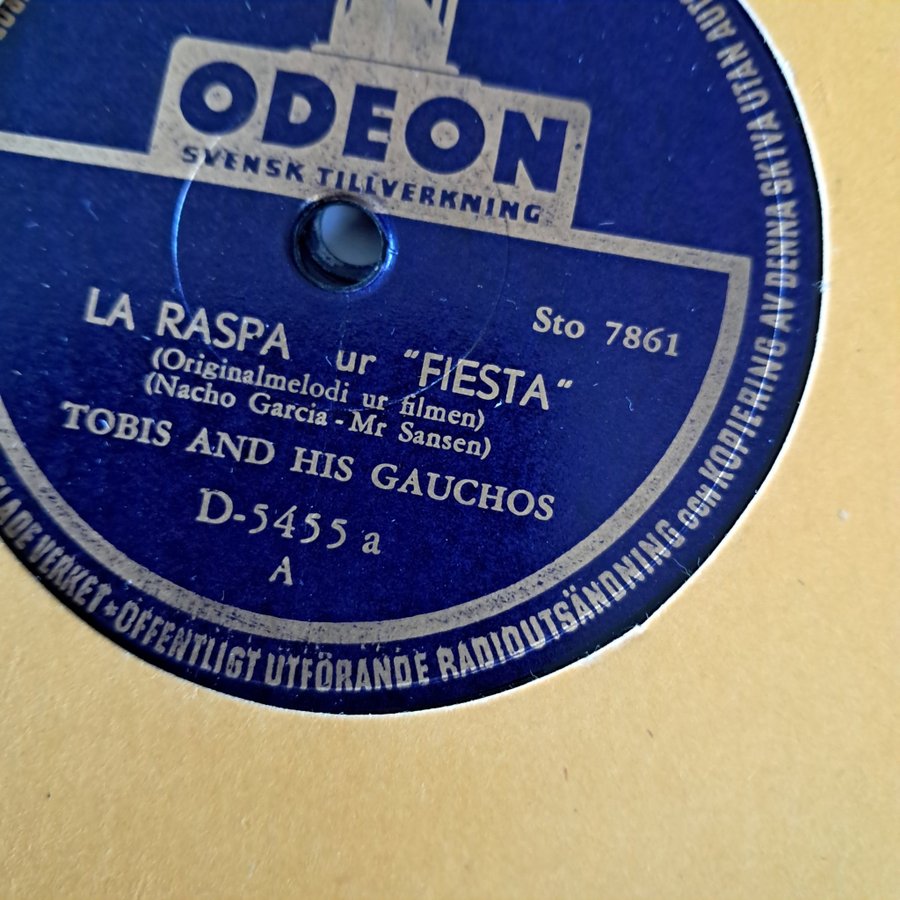 ODEON
SVENSK TILLVERKNING
Sto 7861
LA RASPA ur "FIESTA"
(Originalmelodi ur filmen)
(Nacho Garcia - Mr Sansen)
TOBIS AND HIS GAUCHOS
D-5455 a
A
VERKET • OFFENTLIGT UTFÖRANDE RADIOUTSÄNDNING OCH KOPIERING AV DENNA SKIVA UTAN